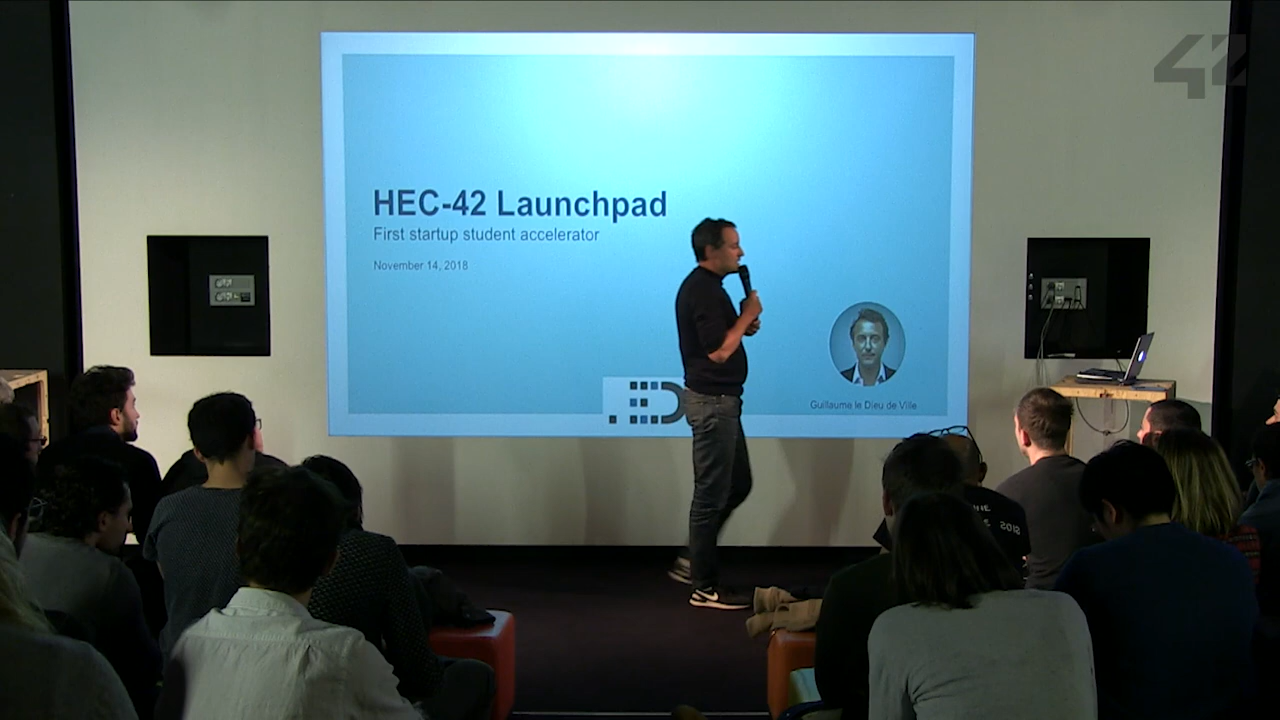 42
HEC-42 Launchpad
First startup student accelerator
November 14, 2018
Guillaume le Dieu de Ville